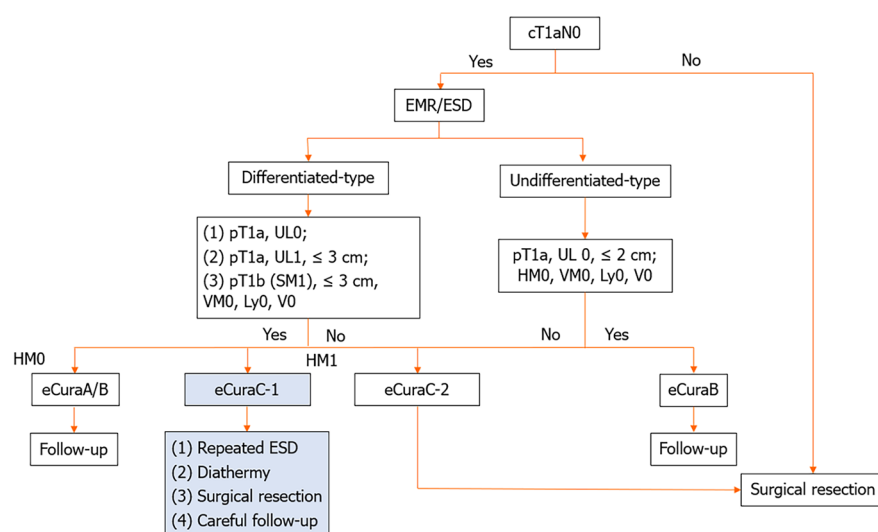 cT1aN0
Yes
No
EMR/ESD
Differentiated-type
Undifferentiated-type
(1) pT1a, UL0;
(2) pT1a, UL1, ≤ 3 cm;
(3) pT1b (SM1), ≤ 3 cm,
VM0, Ly0, V0
pT1a, UL 0, ≤ 2 cm;
HM0, VM0, Ly0, V0
Yes
No
No
Yes
HM0
HM1
eCuraA/B
eCuraC-1
eCuraC-2
eCuraB
Follow-up
(1) Repeated ESD
(2) Diathermy
(3) Surgical resection
(4) Careful follow-up
Follow-up
Surgical resection